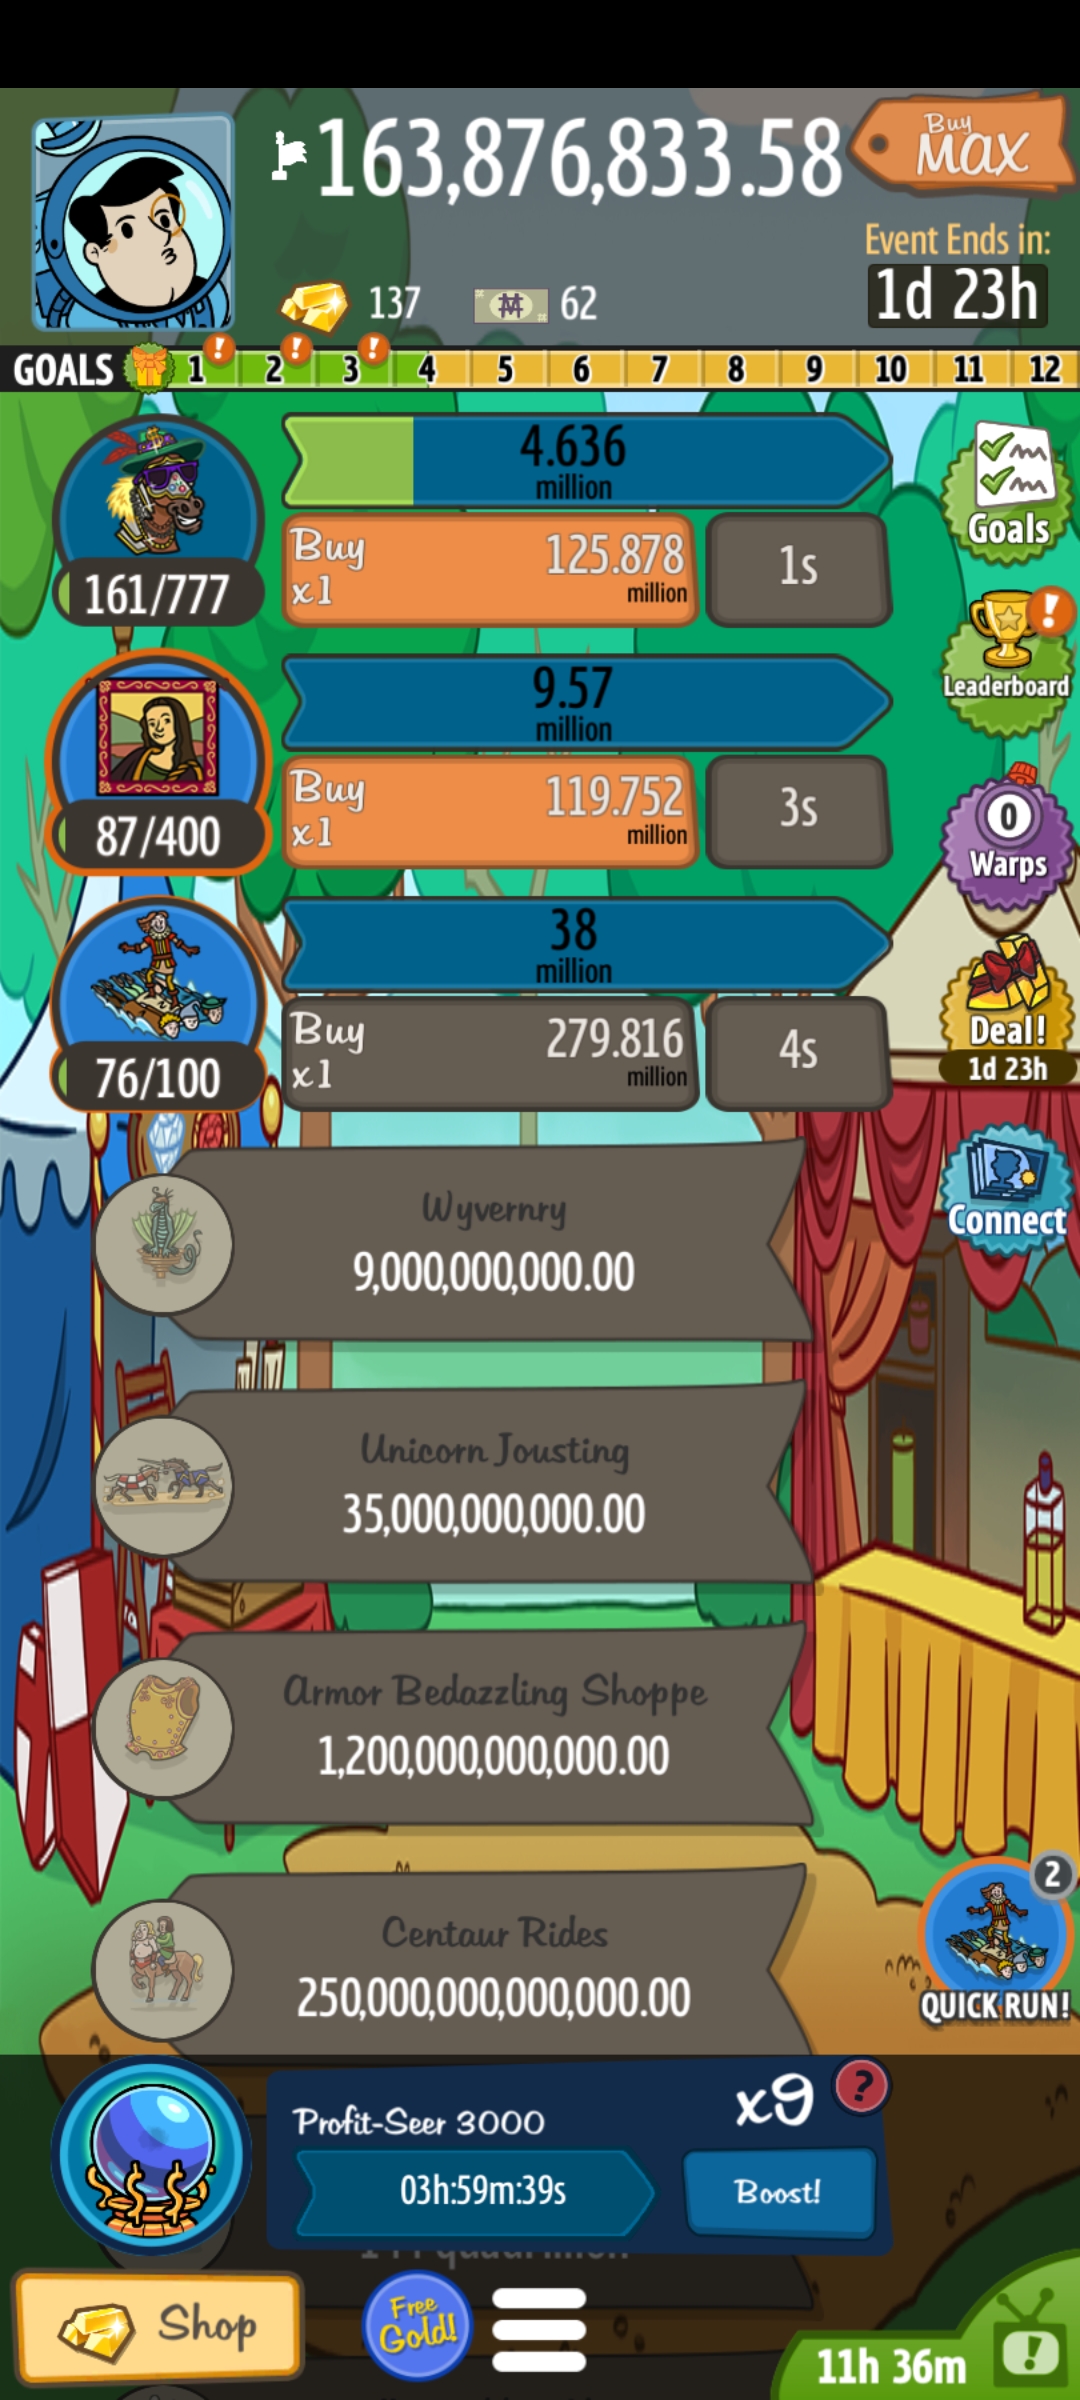 163,876,833.58
Buy
MAX
Event Ends in:
1d 23h
137
62
GOALS 1 ! 2 ! 3 ! 4 5 6 7 8 9 10 11 12
4.636
million
Buy
x1
125.878
million
1s
161/777
Goals
9.57
million
Buy
x1
119.752
million
3s
87/400
!
Leaderboard
0
Warps
38
million
Buy
x1
279.816
million
4s
76/100
Deal!
1d 23h
Wyvernry
9,000,000,000.00
Connect
Unicorn Jousting
35,000,000,000.00
Armor Bedazzling Shoppe
1,200,000,000,000.00
Centaur Rides
250,000,000,000,000.00
2
QUICK RUN!
Profit-Seer 3000
x9
?
03h:59m:39s
Boost!
Shop
Free
Gold!
11h 36m
!